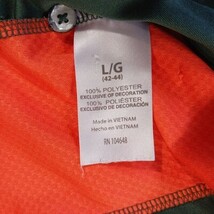 L/G
(42-44)
100% POLYESTER
EXCLUSIVE OF DECORATION
100% POLIÉSTER
EXCLUSIVO DE DECORACIÓN
Made in VIETNAM
Hecho en VIETNAM
RN 104648